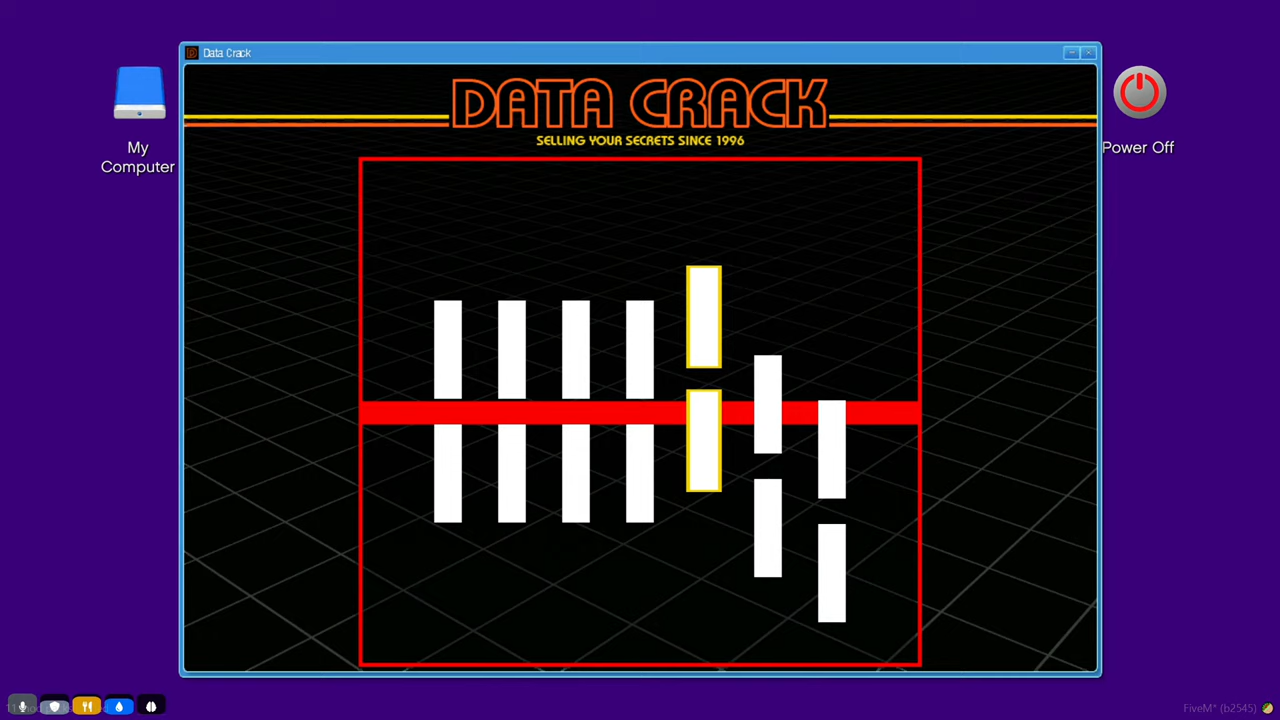 Data Crack
DATA CRACK
SELLING YOUR SECRETS SINCE 1996
My
Computer
Power Off
FiveM* (b2545)